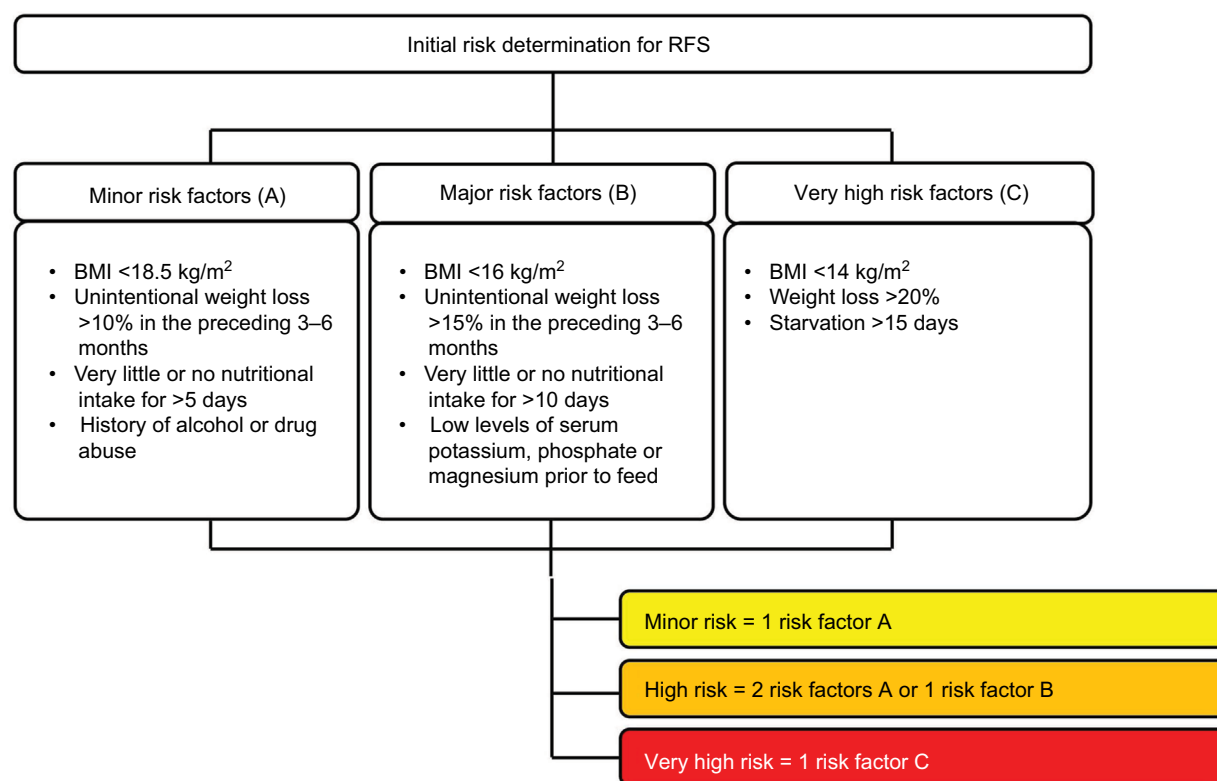 Initial risk determination for RFS
Minor risk factors (A)
• BMI <18.5 kg/m²
• Unintentional weight loss
>10% in the preceding 3–6
months
• Very little or no nutritional
intake for >5 days
• History of alcohol or drug
abuse
Major risk factors (B)
• BMI <16 kg/m²
• Unintentional weight loss
>15% in the preceding 3–6
months
• Very little or no nutritional
intake for >10 days
• Low levels of serum
potassium, phosphate or
magnesium prior to feed
Very high risk factors (C)
• BMI <14 kg/m²
• Weight loss >20%
• Starvation >15 days
Minor risk = 1 risk factor A
High risk = 2 risk factors A or 1 risk factor B
Very high risk = 1 risk factor C